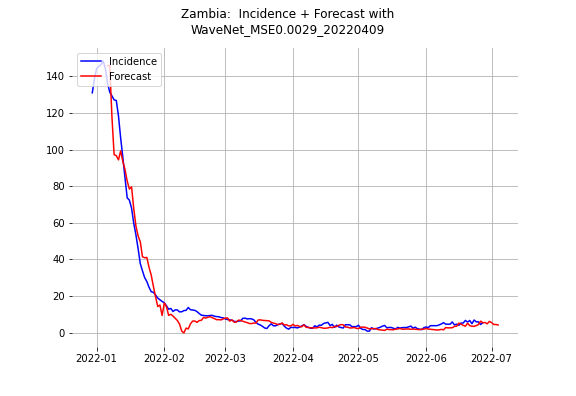 Zambia:  Incidence + Forecast with
WaveNet_MSE0.0029_20220409
Incidence
Forecast
140
120
100
80
60
40
20
0
2022-01 2022-02 2022-03 2022-04 2022-05 2022-06 2022-07